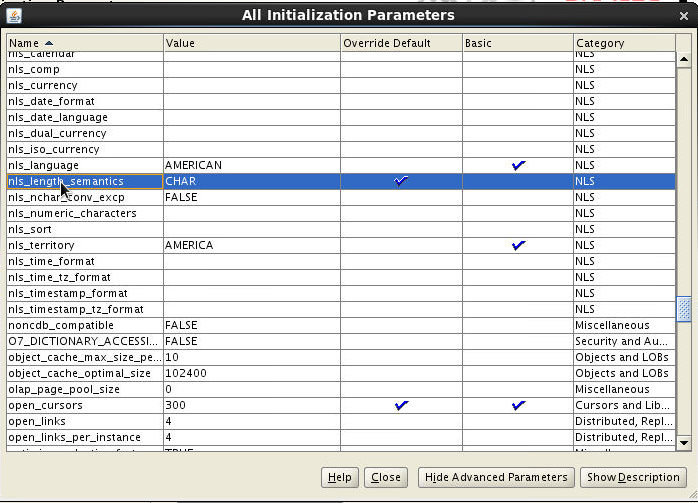 All Initialization Parameters
Name Value Override Default Basic Category
nls_calendar NLS
nls_comp NLS
nls_currency NLS
nls_date_format NLS
nls_date_language NLS
nls_dual_currency NLS
nls_iso_currency NLS
nls_language AMERICAN NLS
nls_length_semantics CHAR NLS
nls_nchar_conv_excp FALSE NLS
nls_numeric_characters NLS
nls_sort NLS
nls_territory AMERICA NLS
nls_time_format NLS
nls_time_tz_format NLS
nls_timestamp_format NLS
nls_timestamp_tz_format NLS
noncdb_compatible FALSE Miscellaneous
O7_DICTIONARY_ACCESSI... FALSE Security and Au...
object_cache_max_size_pe... 10 Objects and LOBs
object_cache_optimal_size 102400 Objects and LOBs
olap_page_pool_size 0 Miscellaneous
open_cursors 300 Cursors and Lib...
open_links 4 Distributed, Repl...
open_links_per_instance 4 Distributed, Repl...
TRUE
Help Close Hide Advanced Parameters Show Description